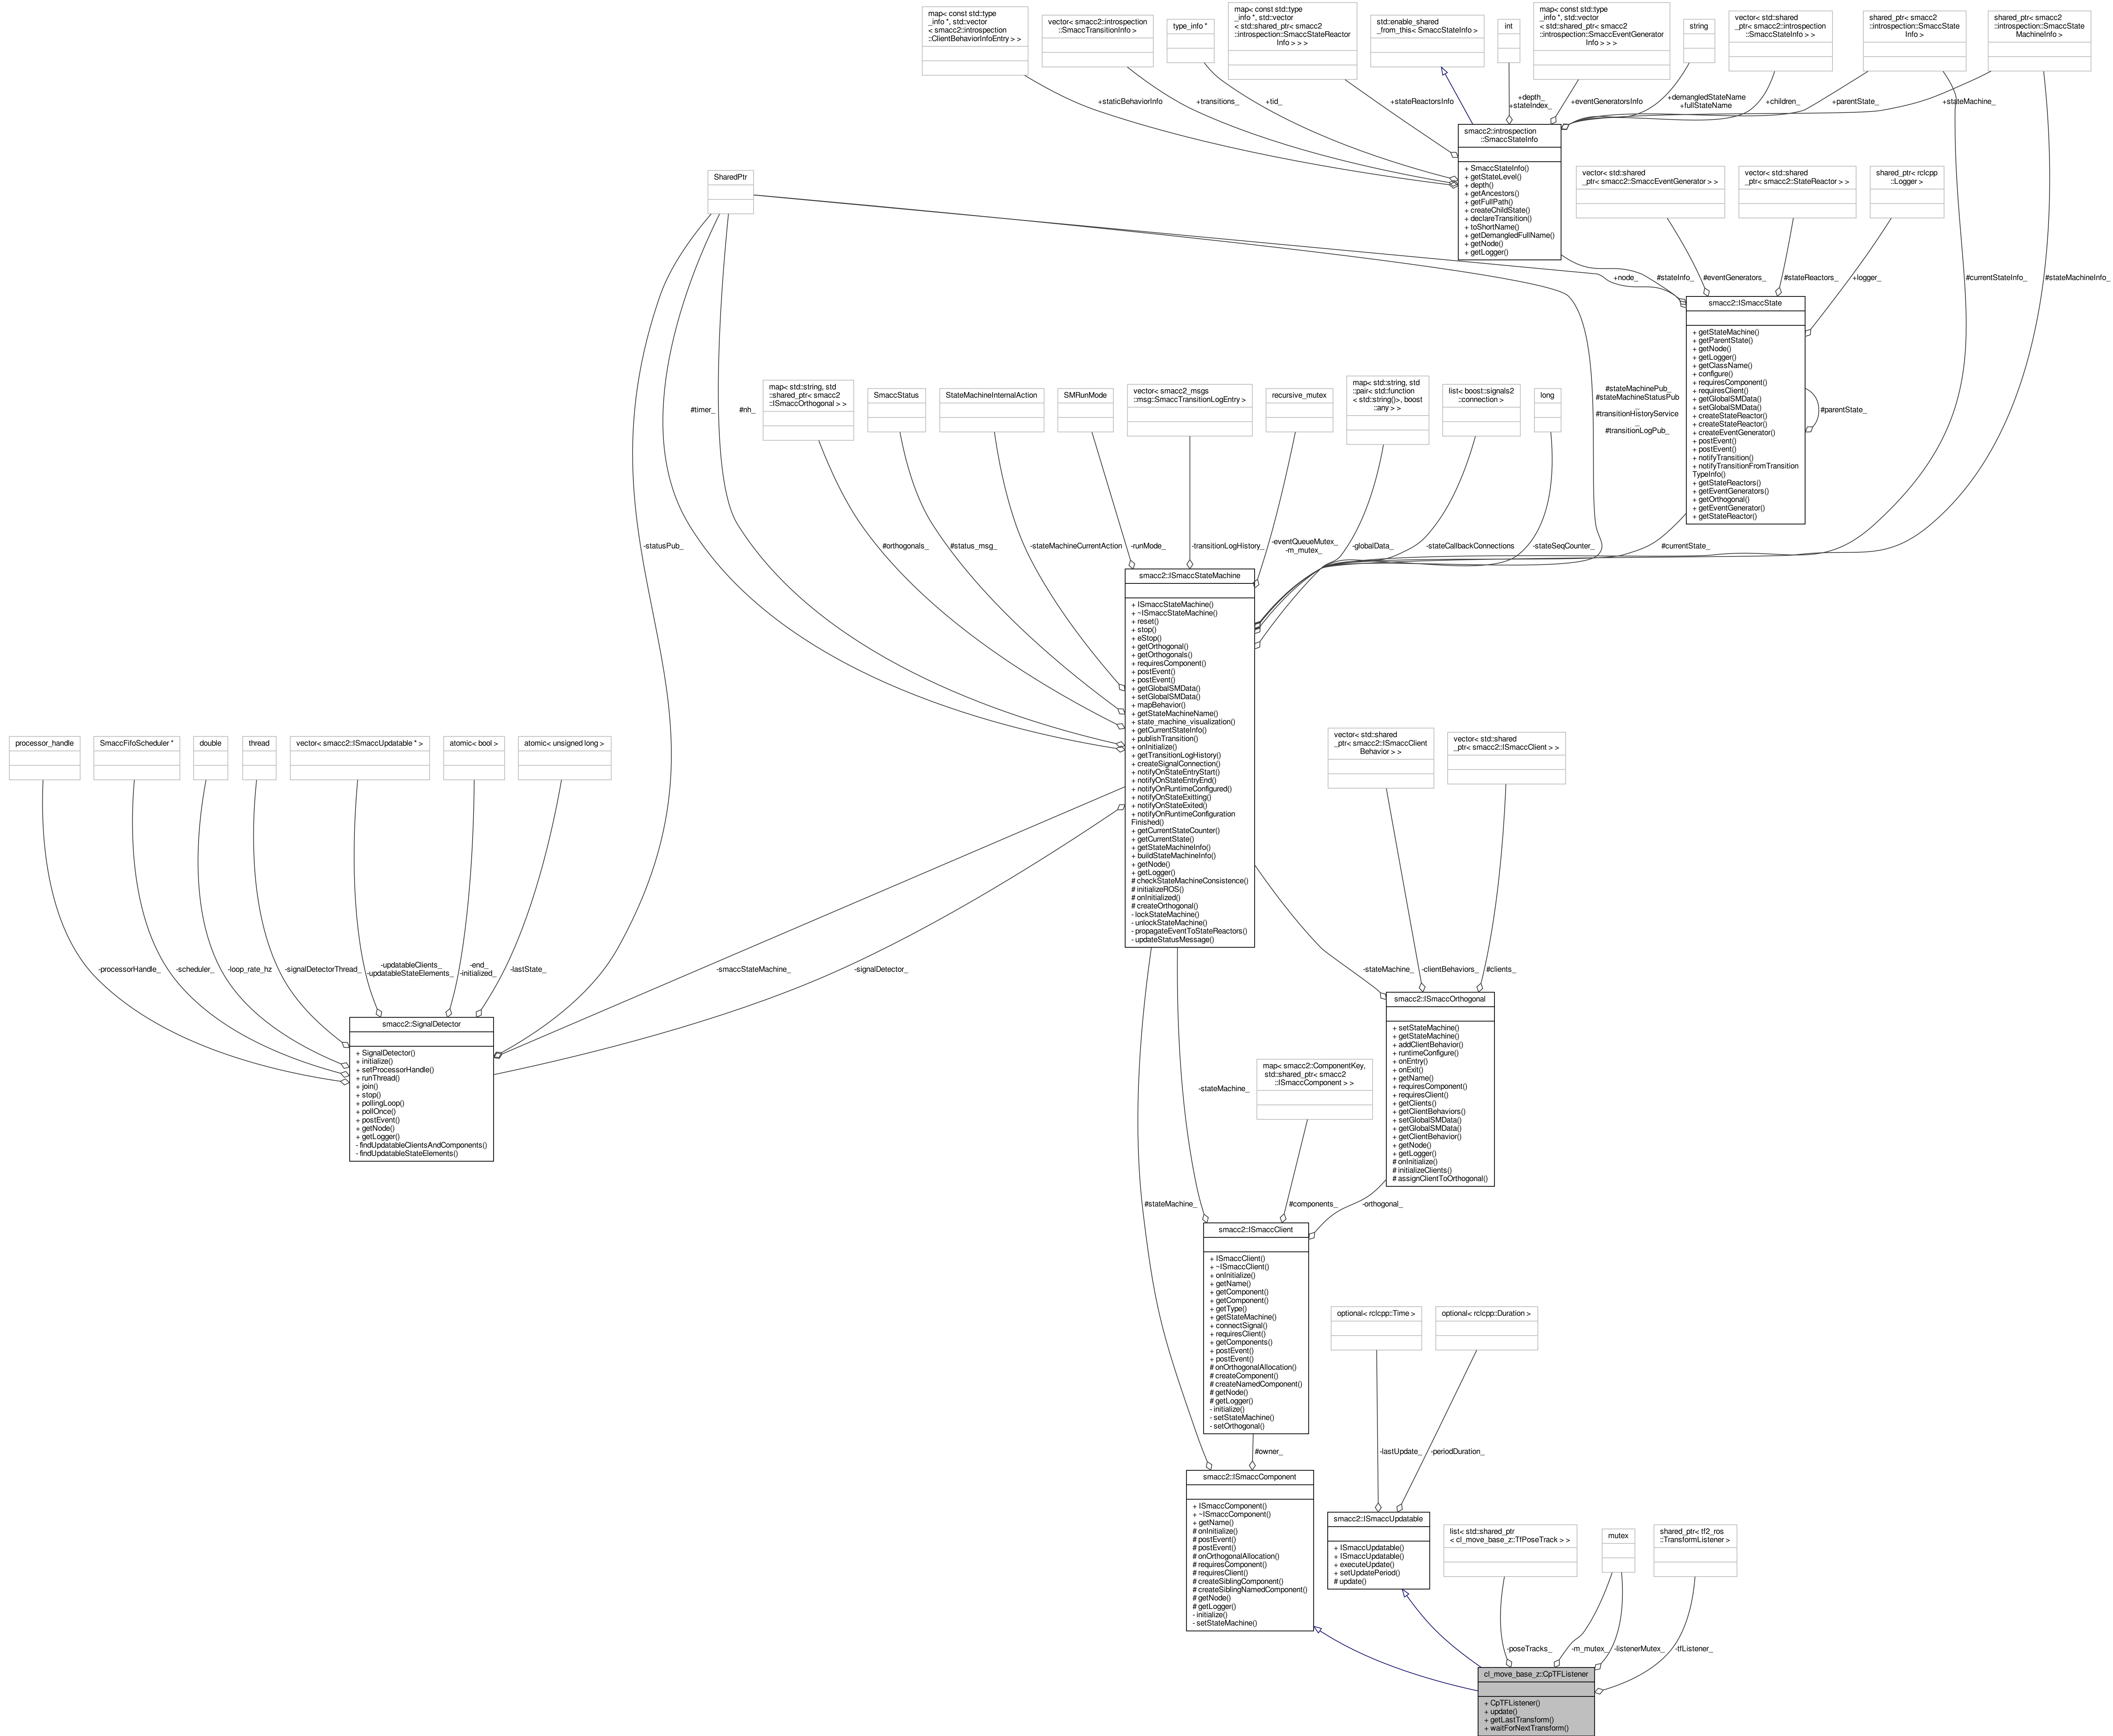 map< const std::type
_info *, std::vector
< smacc2::introspection
::ClientBehaviorInfoEntry > >
vector< smacc2::introspection
::SmaccTransitionInfo >
type_info *
map< const std::type
_info *, std::vector
< std::shared_ptr< smacc2
::introspection::SmaccStateReactor
Info > > >
std::enable_shared
_from_this< SmaccStateInfo >
int
map< const std::type
_info *, std::vector
< std::shared_ptr< smacc2
::introspection::SmaccEventGenerator
Info > > >
string
vector< std::shared
_ptr< smacc2::introspection
::SmaccStateInfo > >
shared_ptr< smacc2
::introspection::SmaccState
Info >
shared_ptr< smacc2
::introspection::SmaccState
MachineInfo >
+staticBehaviorInfo
+transitions_
+tid_
+stateReactorsInfo
+depth_
+stateIndex_
+eventGeneratorsInfo
+demangledStateName
+fullStateName
+children_
+parentState_
+stateMachine_
smacc2::introspection
::SmaccStateInfo
+ SmaccStateInfo()
+ getStateLevel()
+ depth()
+ getAncestors()
+ getFullPath()
+ createChildState()
+ declareTransition()
+ toShortName()
+ getDemangledFullName()
+ getNode()
+ getLogger()
SharedPtr
vector< std::shared
_ptr< smacc2::SmaccEventGenerator > >
vector< std::shared
_ptr< smacc2::StateReactor > >
shared_ptr< rclcpp
::Logger >
+node_
#stateInfo_
#eventGenerators_
#stateReactors_
+logger_
#currentStateInfo_
#stateMachineInfo_
smacc2::ISmaccState
+ getStateMachine()
+ getParentState()
+ getNode()
+ getLogger()
+ getClassName()
+ configure()
+ requiresComponent()
+ requiresClient()
+ getGlobalSMData()
+ setGlobalSMData()
+ createStateReactor()
+ createStateReactor()
+ createEventGenerator()
+ postEvent()
+ postEvent()
+ notifyTransition()
+ notifyTransitionFromTransition
TypeInfo()
+ getStateReactors()
+ getEventGenerators()
+ getOrthogonal()
+ getEventGenerator()
+ getStateReactor()
#parentState_
#timer_
#nh_
map< std::string, std
::shared_ptr< smacc2
::ISmaccOrthogonal > >
SmaccStatus
StateMachineInternalAction
SMRunMode
vector< smacc2_msgs
::msg::SmaccTransitionLogEntry >
recursive_mutex
map< std::string, std
::pair< std::function
< std::string()>, boost
::any > >
list< boost::signals2
::connection >
long
#stateMachinePub_
#stateMachineStatusPub
_
#transitionHistoryService
_
#transitionLogPub_
-statusPub_
#orthogonals_
#status_msg_
-stateMachineCurrentAction
-runMode_
-transitionLogHistory_
-eventQueueMutex_
-m_mutex_
-globalData_
-stateCallbackConnections
-stateSeqCounter_
#currentState_
smacc2::ISmaccStateMachine
+ ISmaccStateMachine()
+ ~ISmaccStateMachine()
+ reset()
+ stop()
+ eStop()
+ getOrthogonal()
+ getOrthogonals()
+ requiresComponent()
+ postEvent()
+ postEvent()
+ getGlobalSMData()
+ setGlobalSMData()
+ mapBehavior()
+ getStateMachineName()
+ state_machine_visualization()
+ getCurrentStateInfo()
+ publishTransition()
+ onInitialize()
+ getTransitionLogHistory()
+ createSignalConnection()
+ notifyOnStateEntryStart()
+ notifyOnStateEntryEnd()
+ notifyOnRuntimeConfigured()
+ notifyOnStateExitting()
+ notifyOnStateExited()
+ notifyOnRuntimeConfiguration
Finished()
+ getCurrentStateCounter()
+ getCurrentState()
+ getStateMachineInfo()
+ buildStateMachineInfo()
+ getNode()
+ getLogger()
# checkStateMachineConsistence()
# initializeROS()
# onInitialized()
# createOrthogonal()
- lockStateMachine()
- unlockStateMachine()
- propagateEventToStateReactors()
- updateStatusMessage()
processor_handle
SmaccFifoScheduler *
double
thread
vector< smacc2::ISmaccUpdatable * >
atomic< bool >
atomic< unsigned long >
vector< std::shared
_ptr< smacc2::ISmaccClient
Behavior > >
vector< std::shared
_ptr< smacc2::ISmaccClient > >
-processorHandle_
-scheduler_
-loop_rate_hz
-signalDetectorThread_
-updatableClients_
-updatableStateElements_
-end_
-initialized_
-lastState_
-smaccStateMachine_
-signalDetector_
-stateMachine_
-clientBehaviors_
#clients_
smacc2::SignalDetector
+ SignalDetector()
+ initialize()
+ setProcessorHandle()
+ runThread()
+ join()
+ stop()
+ pollingLoop()
+ pollOnce()
+ postEvent()
+ getNode()
+ getLogger()
- findUpdatableClientsAndComponents()
- findUpdatableStateElements()
smacc2::ISmaccOrthogonal
+ setStateMachine()
+ getStateMachine()
+ addClientBehavior()
+ runtimeConfigure()
+ onEntry()
+ onExit()
+ getName()
+ requiresComponent()
+ requiresClient()
+ getClients()
+ getClientBehaviors()
+ setGlobalSMData()
+ getGlobalSMData()
+ getClientBehavior()
+ getNode()
+ getLogger()
# onInitialize()
# initializeClients()
# assignClientToOrthogonal()
map< smacc2::ComponentKey,
std::shared_ptr< smacc2
::ISmaccComponent > >
-stateMachine_
#stateMachine_
#components_
-orthogonal_
smacc2::ISmaccClient
+ ISmaccClient()
+ ~ISmaccClient()
+ onInitialize()
+ getName()
+ getComponent()
+ getComponent()
+ getType()
+ getStateMachine()
+ connectSignal()
+ requiresClient()
+ getComponents()
+ postEvent()
+ postEvent()
# onOrthogonalAllocation()
# createComponent()
# createNamedComponent()
# getNode()
# getLogger()
- initialize()
- setStateMachine()
- setOrthogonal()
optional< rclcpp::Time >
optional< rclcpp::Duration >
#owner_
-lastUpdate_
-periodDuration_
smacc2::ISmaccComponent
+ ISmaccComponent()
+ ~ISmaccComponent()
+ getName()
# onInitialize()
# postEvent()
# postEvent()
# onOrthogonalAllocation()
# requiresComponent()
# requiresClient()
# createSiblingComponent()
# createSiblingNamedComponent()
# getNode()
# getLogger()
- initialize()
- setStateMachine()
smacc2::ISmaccUpdatable
+ ISmaccUpdatable()
+ ISmaccUpdatable()
+ executeUpdate()
+ setUpdatePeriod()
# update()
list< std::shared_ptr
< cl_move_base_z::TfPoseTrack > >
mutex
shared_ptr< tf2_ros
::TransformListener >
-poseTracks_
-m_mutex_
-listenerMutex_
-tfListener_
cl_move_base_z::CpTFListener
+ CpTFListener()
+ update()
+ getLastTransform()
+ waitForNextTransform()